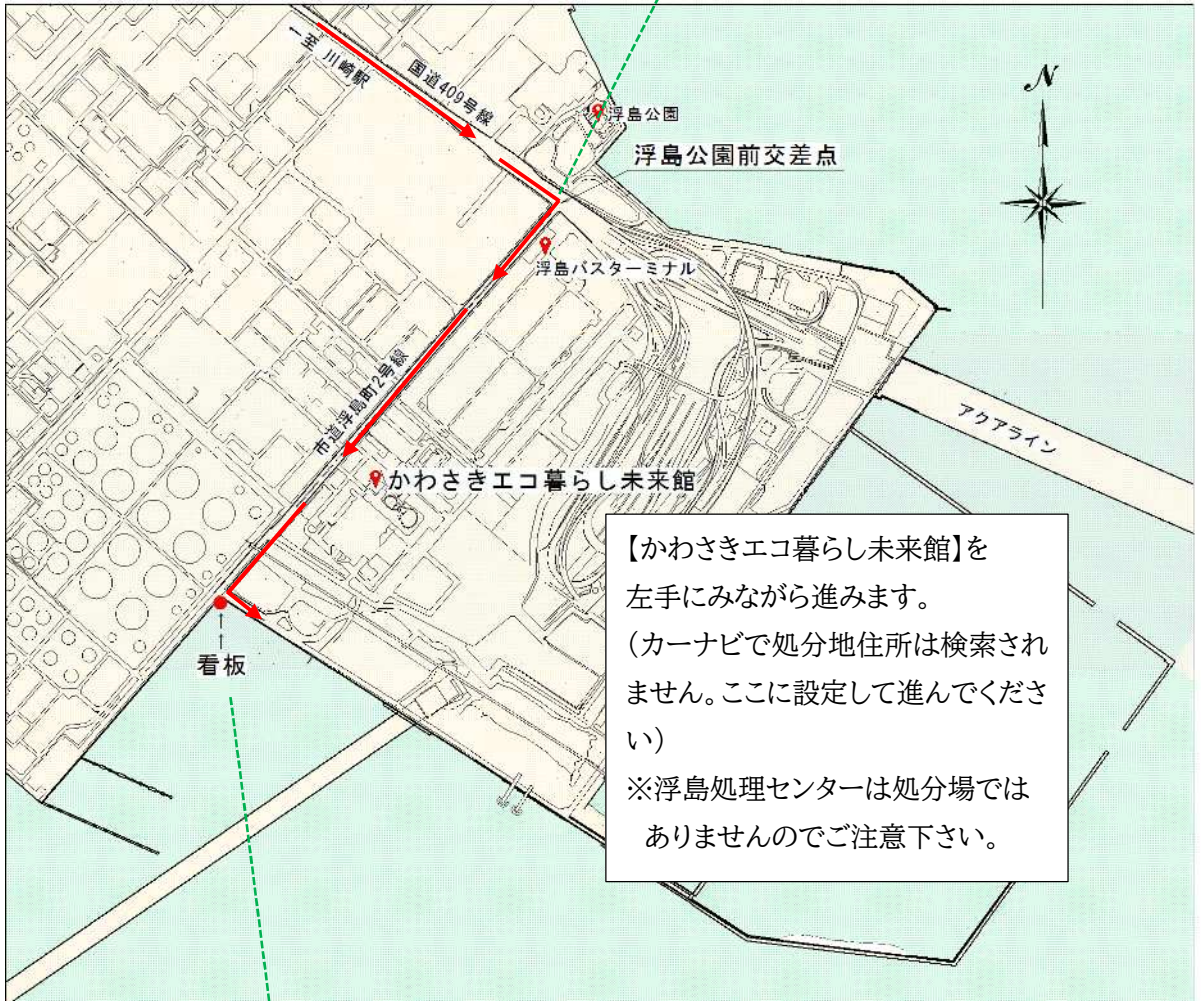 ←至 川崎駅
国道409号線
N
浮島公園
浮島公園前交差点
浮島バスターミナル
市道浮島町2号線
アクアライン
かわさきエコ暮らし未来館
【かわさきエコ暮らし未来館】を
左手にみながら進みます。
(カーナビで処分地住所は検索され
ません。ここに設定して進んでくださ
い)
※浮島処理センターは処分場では
ありませんのでご注意下さい。
↑
↑
看板